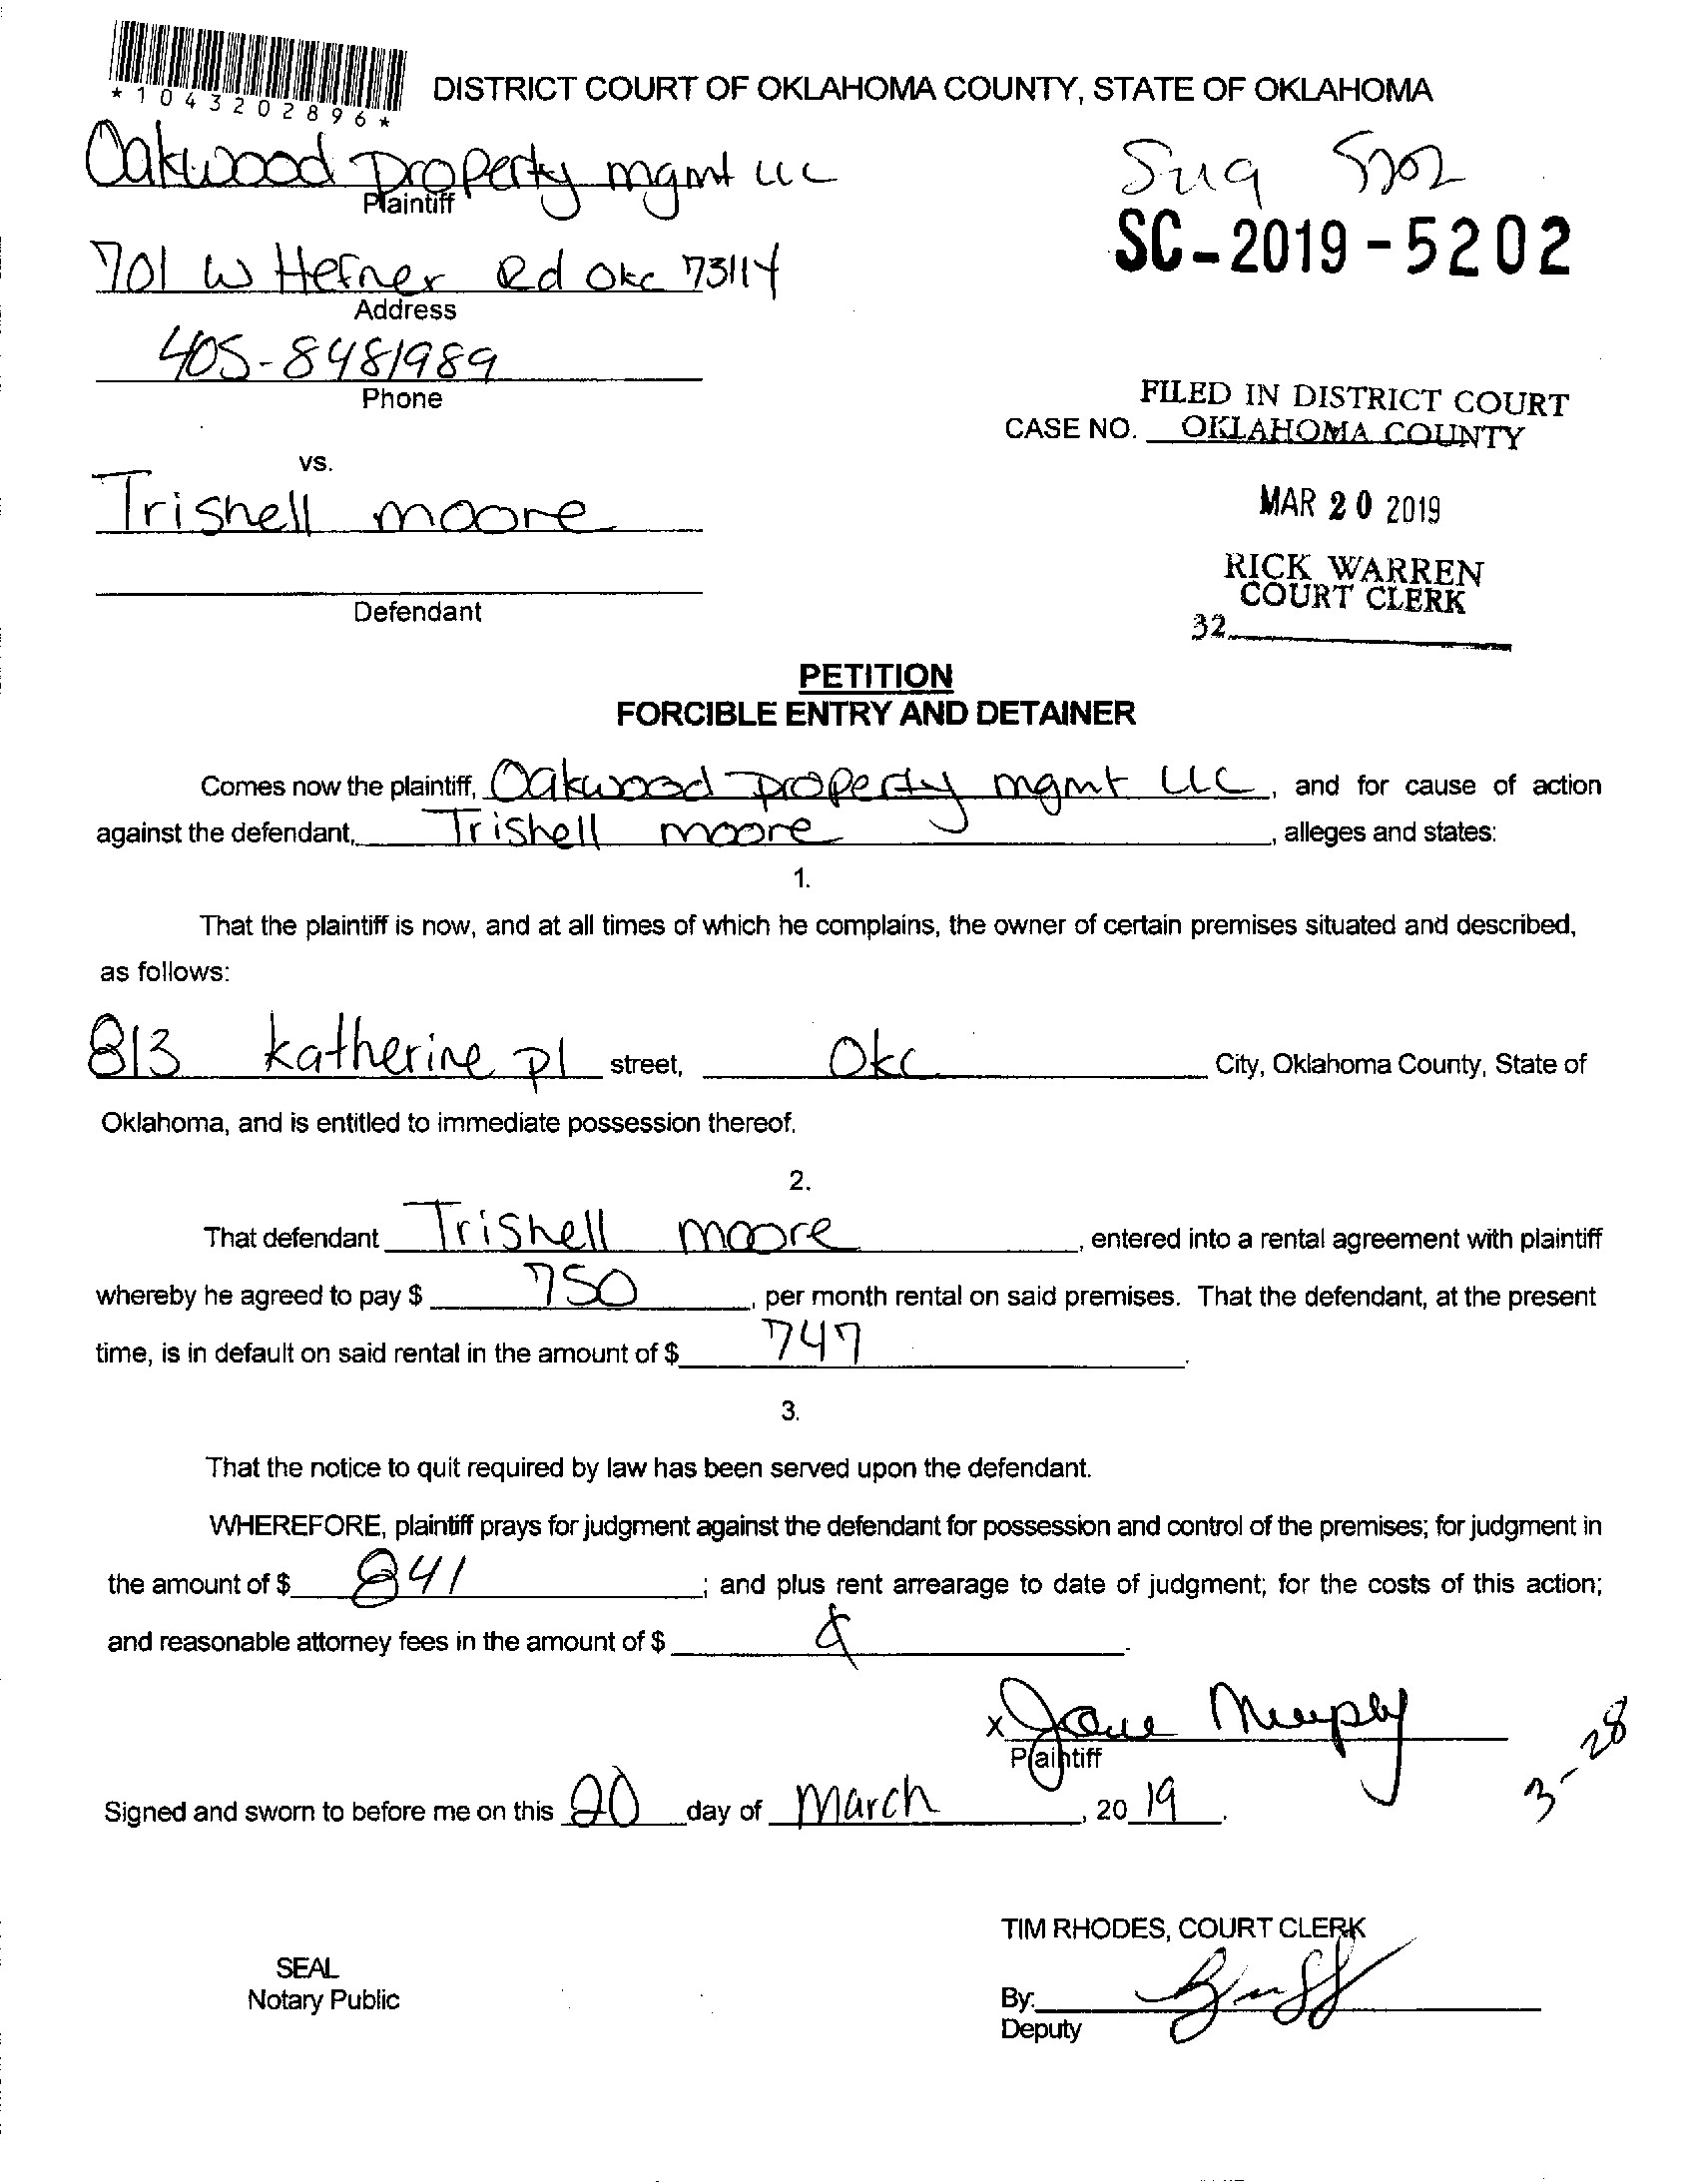 *1043202896*
DISTRICT COURT OF OKLAHOMA COUNTY, STATE OF OKLAHOMA
Oakwood Property mgmt LLC
Plaintiff
5202
SC-2019-5202
701 W Hefner Rd Okc 73114
Address
405-8481989
Phone
FILED IN DISTRICT COURT
CASE NO. OKLAHOMA COUNTY
vs.
Trishell moore
MAR 20 2019
RICK WARREN
COURT CLERK
Defendant
32
PETITION
FORCIBLE ENTRY AND DETAINER
Comes now the plaintiff, Oakwood Property mgmt LLC, and for cause of action
against the defendant, Trishell moore, alleges and states:
1.
That the plaintiff is now, and at all times of which he complains, the owner of certain premises situated and described,
as follows:
813 katherine pl street, Okc City, Oklahoma County, State of
Oklahoma, and is entitled to immediate possession thereof.
2.
That defendant Trishell moore, entered into a rental agreement with plaintiff
whereby he agreed to pay $ 750, per month rental on said premises. That the defendant, at the present
time, is in default on said rental in the amount of $ 747.
3.
That the notice to quit required by law has been served upon the defendant.
WHEREFORE, plaintiff prays for judgment against the defendant for possession and control of the premises; for judgment in
the amount of $ 841; and plus rent arrearage to date of judgment; for the costs of this action;
and reasonable attorney fees in the amount of $ .
x Jane Murphy
Plaintiff
3-28
Signed and sworn to before me on this 20 day of March, 2019.
TIM RHODES, COURT CLERK
SEAL
Notary Public
By:
Deputy